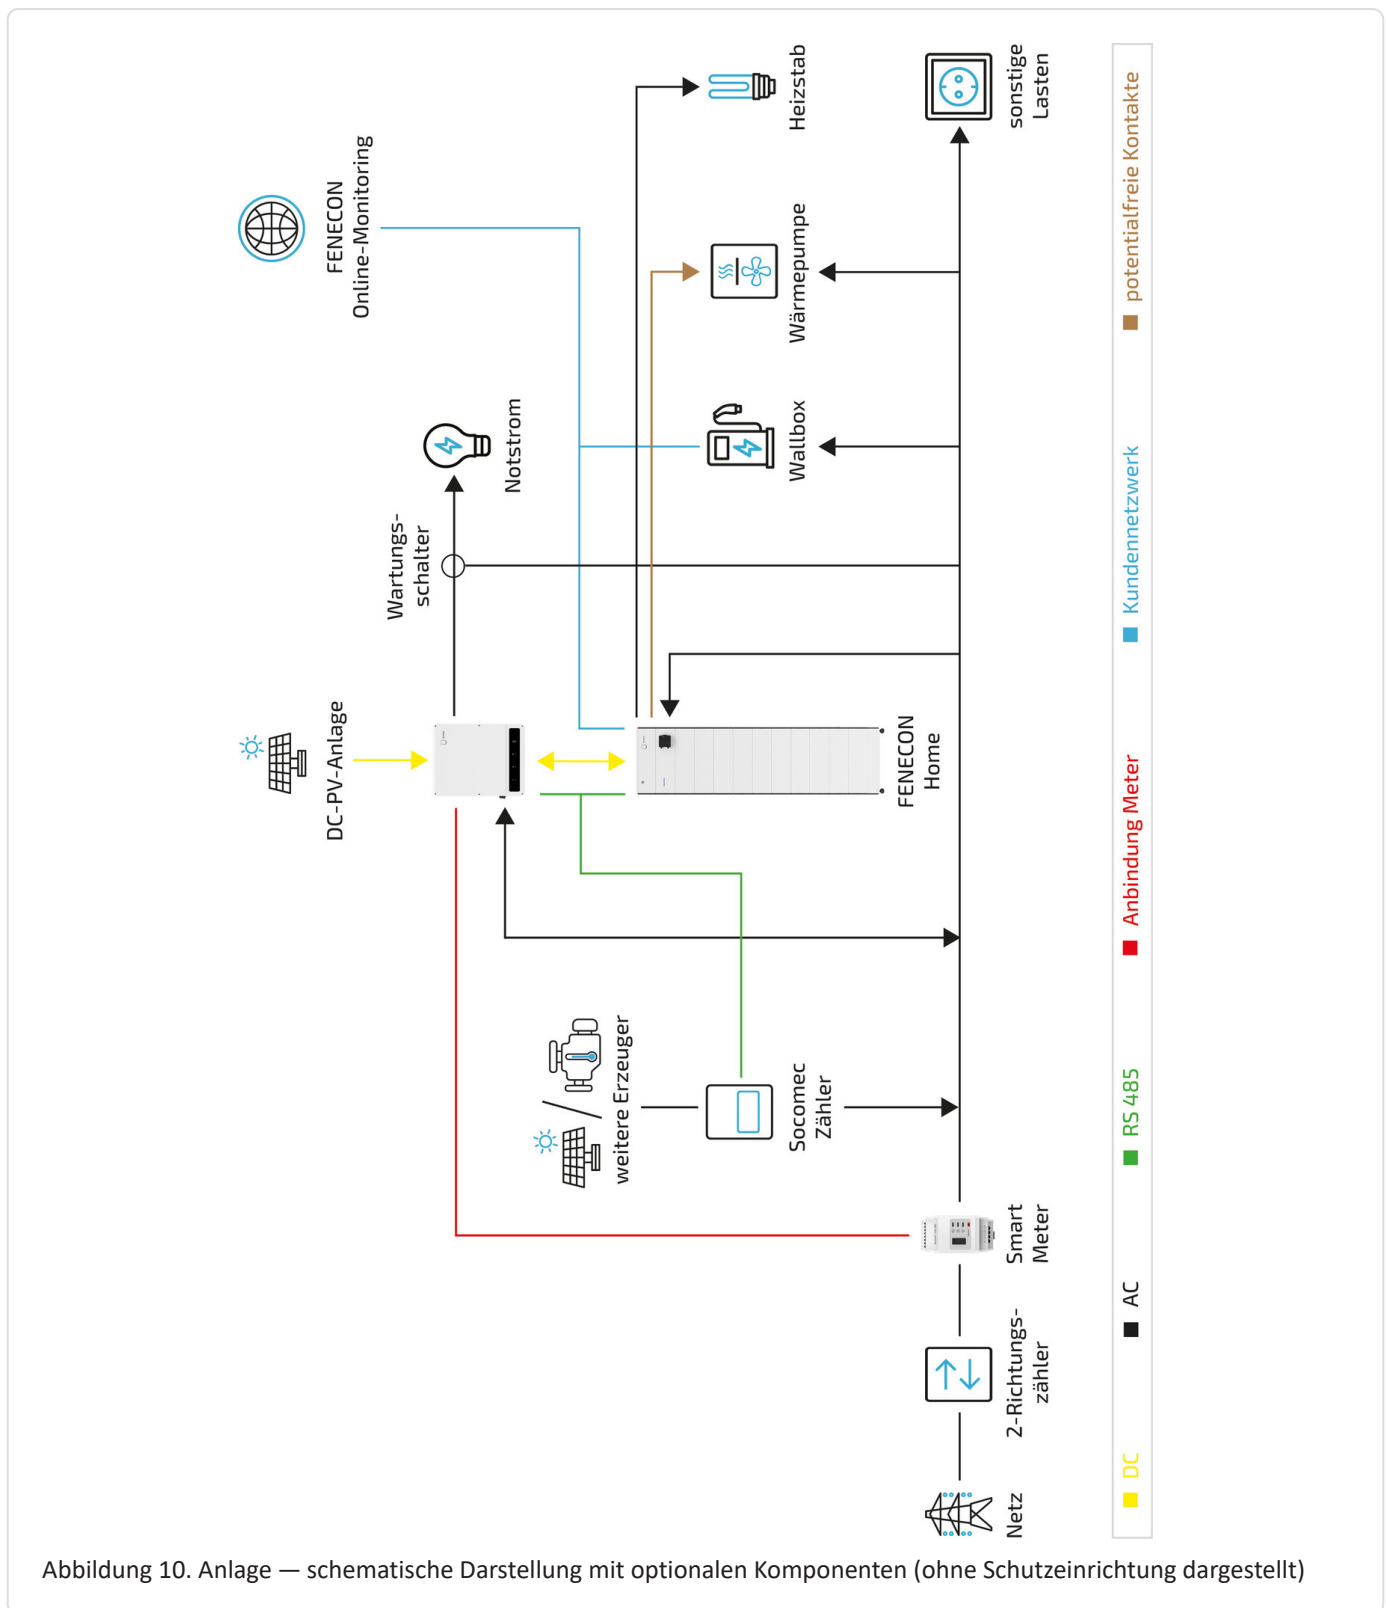 FENECON
Online-Monitoring
Heizstab
sonstige
Lasten
Wärmepumpe
Notstrom
Wallbox
Wartungs-
schalter
DC-PV-Anlage
FENECON
Home
weitere Erzeuger
Socomec
Zähler
Smart
Meter
2-Richtungs-
zähler
Netz
DC
AC
RS 485
Anbindung Meter
Kundennetzwerk
potentialfreie Kontakte
Abbildung 10. Anlage — schematische Darstellung mit optionalen Komponenten (ohne Schutzeinrichtung dargestellt)